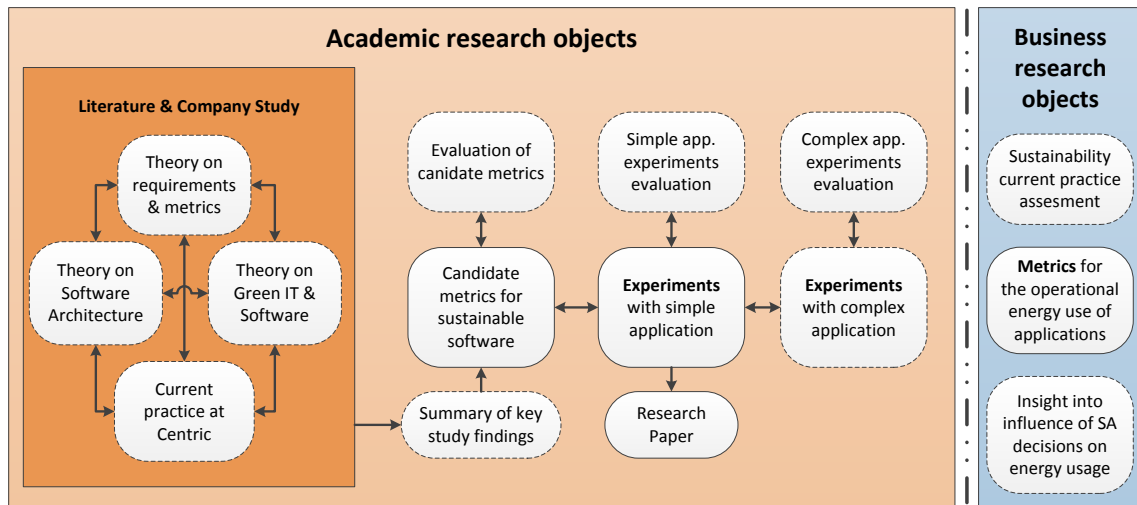 Academic research objects
Literature & Company Study
Theory on
requirements
& metrics
Theory on
Software
Architecture
Theory on
Green IT &
Software
Current
practice at
Centric
Evaluation of
canidate metrics
Simple app.
experiments
evaluation
Complex app.
experiments
evaluation
Candidate
metrics for
sustainable
software
Experiments
with simple
application
Experiments
with complex
application
Summary of key
study findings
Research
Paper
Business
research
objects
Sustainability
current practice
assesment
Metrics for
the operational
energy use of
applications
Insight into
influence of SA
decisions on
energy usage